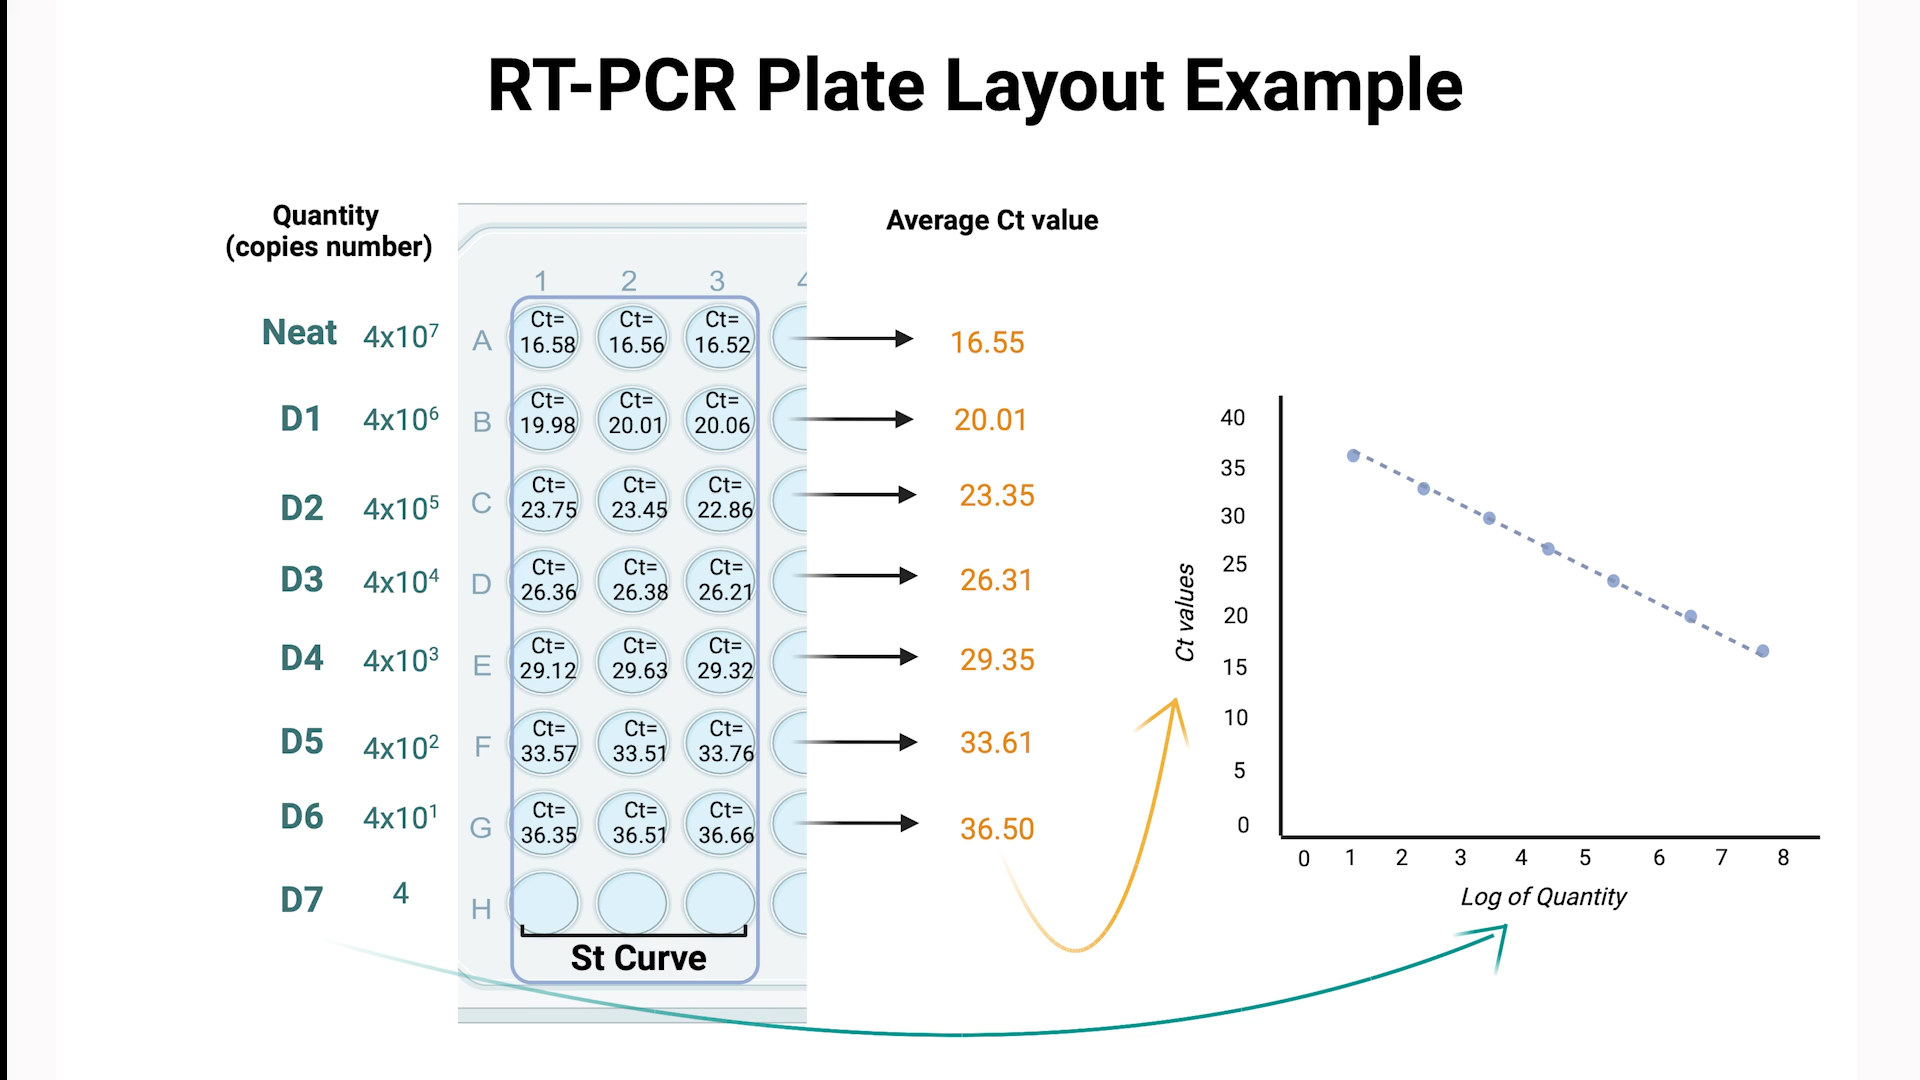 RT-PCR Plate Layout Example
Quantity
(copies number)
Average Ct value
1 2 3 4
Neat 4x10⁷ A Ct= 16.58 Ct= 16.56 Ct= 16.52 16.55
D1 4x10⁶ B Ct= 19.98 Ct= 20.01 Ct= 20.06 20.01
D2 4x10⁵ C Ct= 23.75 Ct= 23.45 Ct= 22.86 23.35
D3 4x10⁴ D Ct= 26.36 Ct= 26.38 Ct= 26.21 26.31
D4 4x10³ E Ct= 29.12 Ct= 29.63 Ct= 29.32 29.35
D5 4x10² F Ct= 33.57 Ct= 33.51 Ct= 33.76 33.61
D6 4x10¹ G Ct= 36.35 Ct= 36.51 Ct= 36.66 36.50
D7 4 H
St Curve
Ct values
40
35
30
25
20
15
10
5
0
0 1 2 3 4 5 6 7 8
Log of Quantity